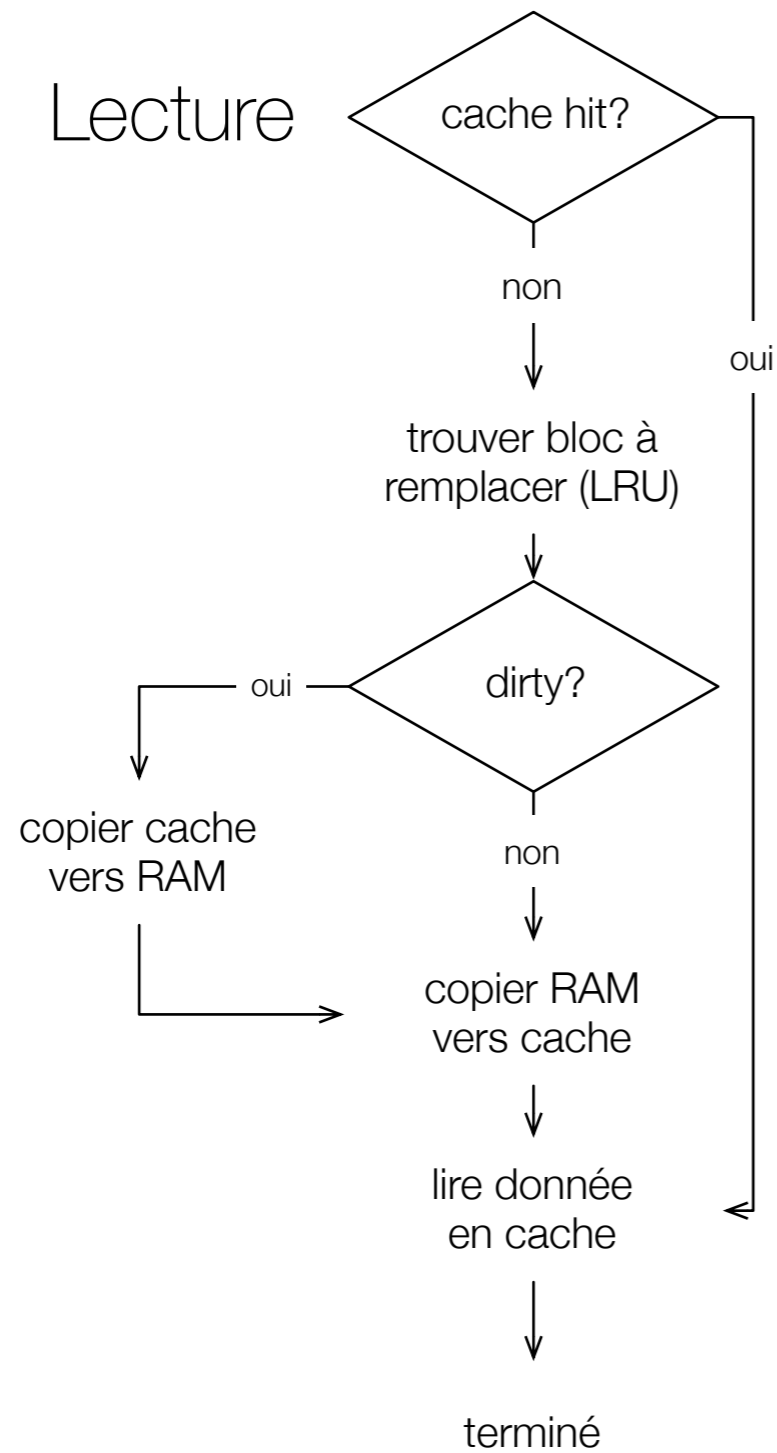 Lecture
cache hit?
non
oui
trouver bloc à
remplacer (LRU)
dirty?
oui
non
copier cache
vers RAM
copier RAM
vers cache
lire donnée
en cache
terminé